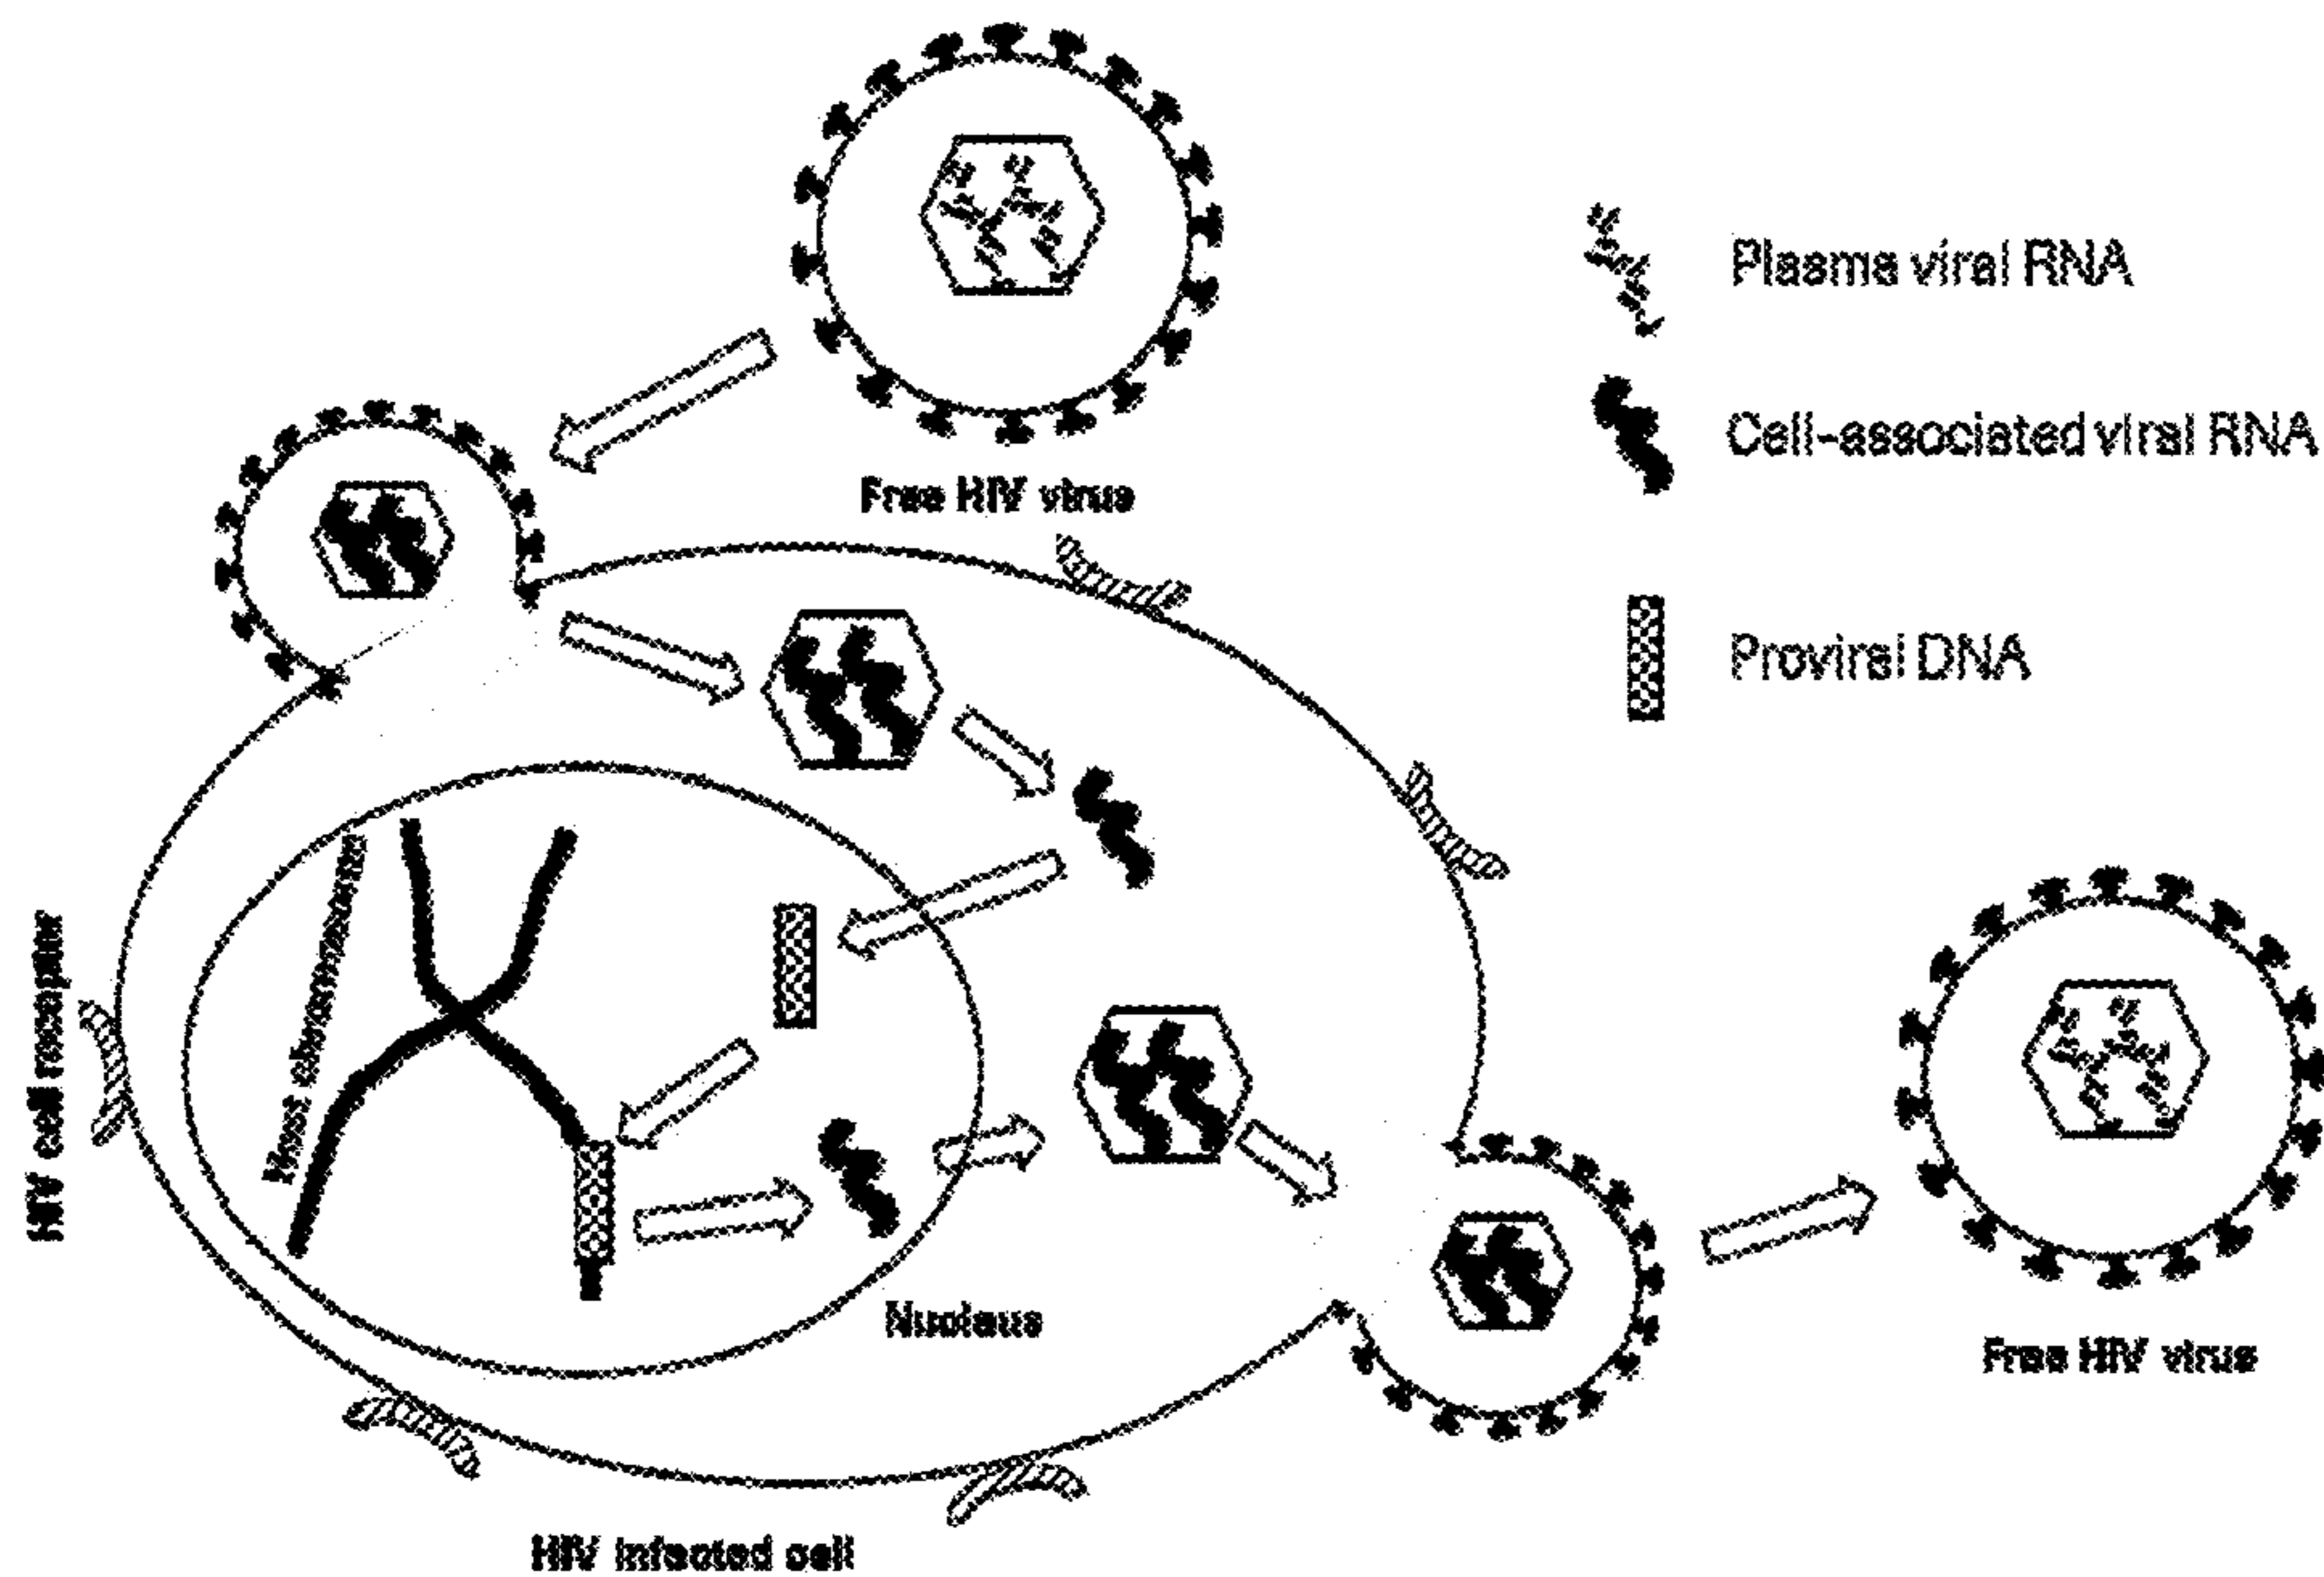 Plasma viral RNA
Cell-associated viral RNA
Free HIV virus
Proviral DNA
Host chromosome
HIV cell receptor
Nucleus
Free HIV virus
HIV infected cell